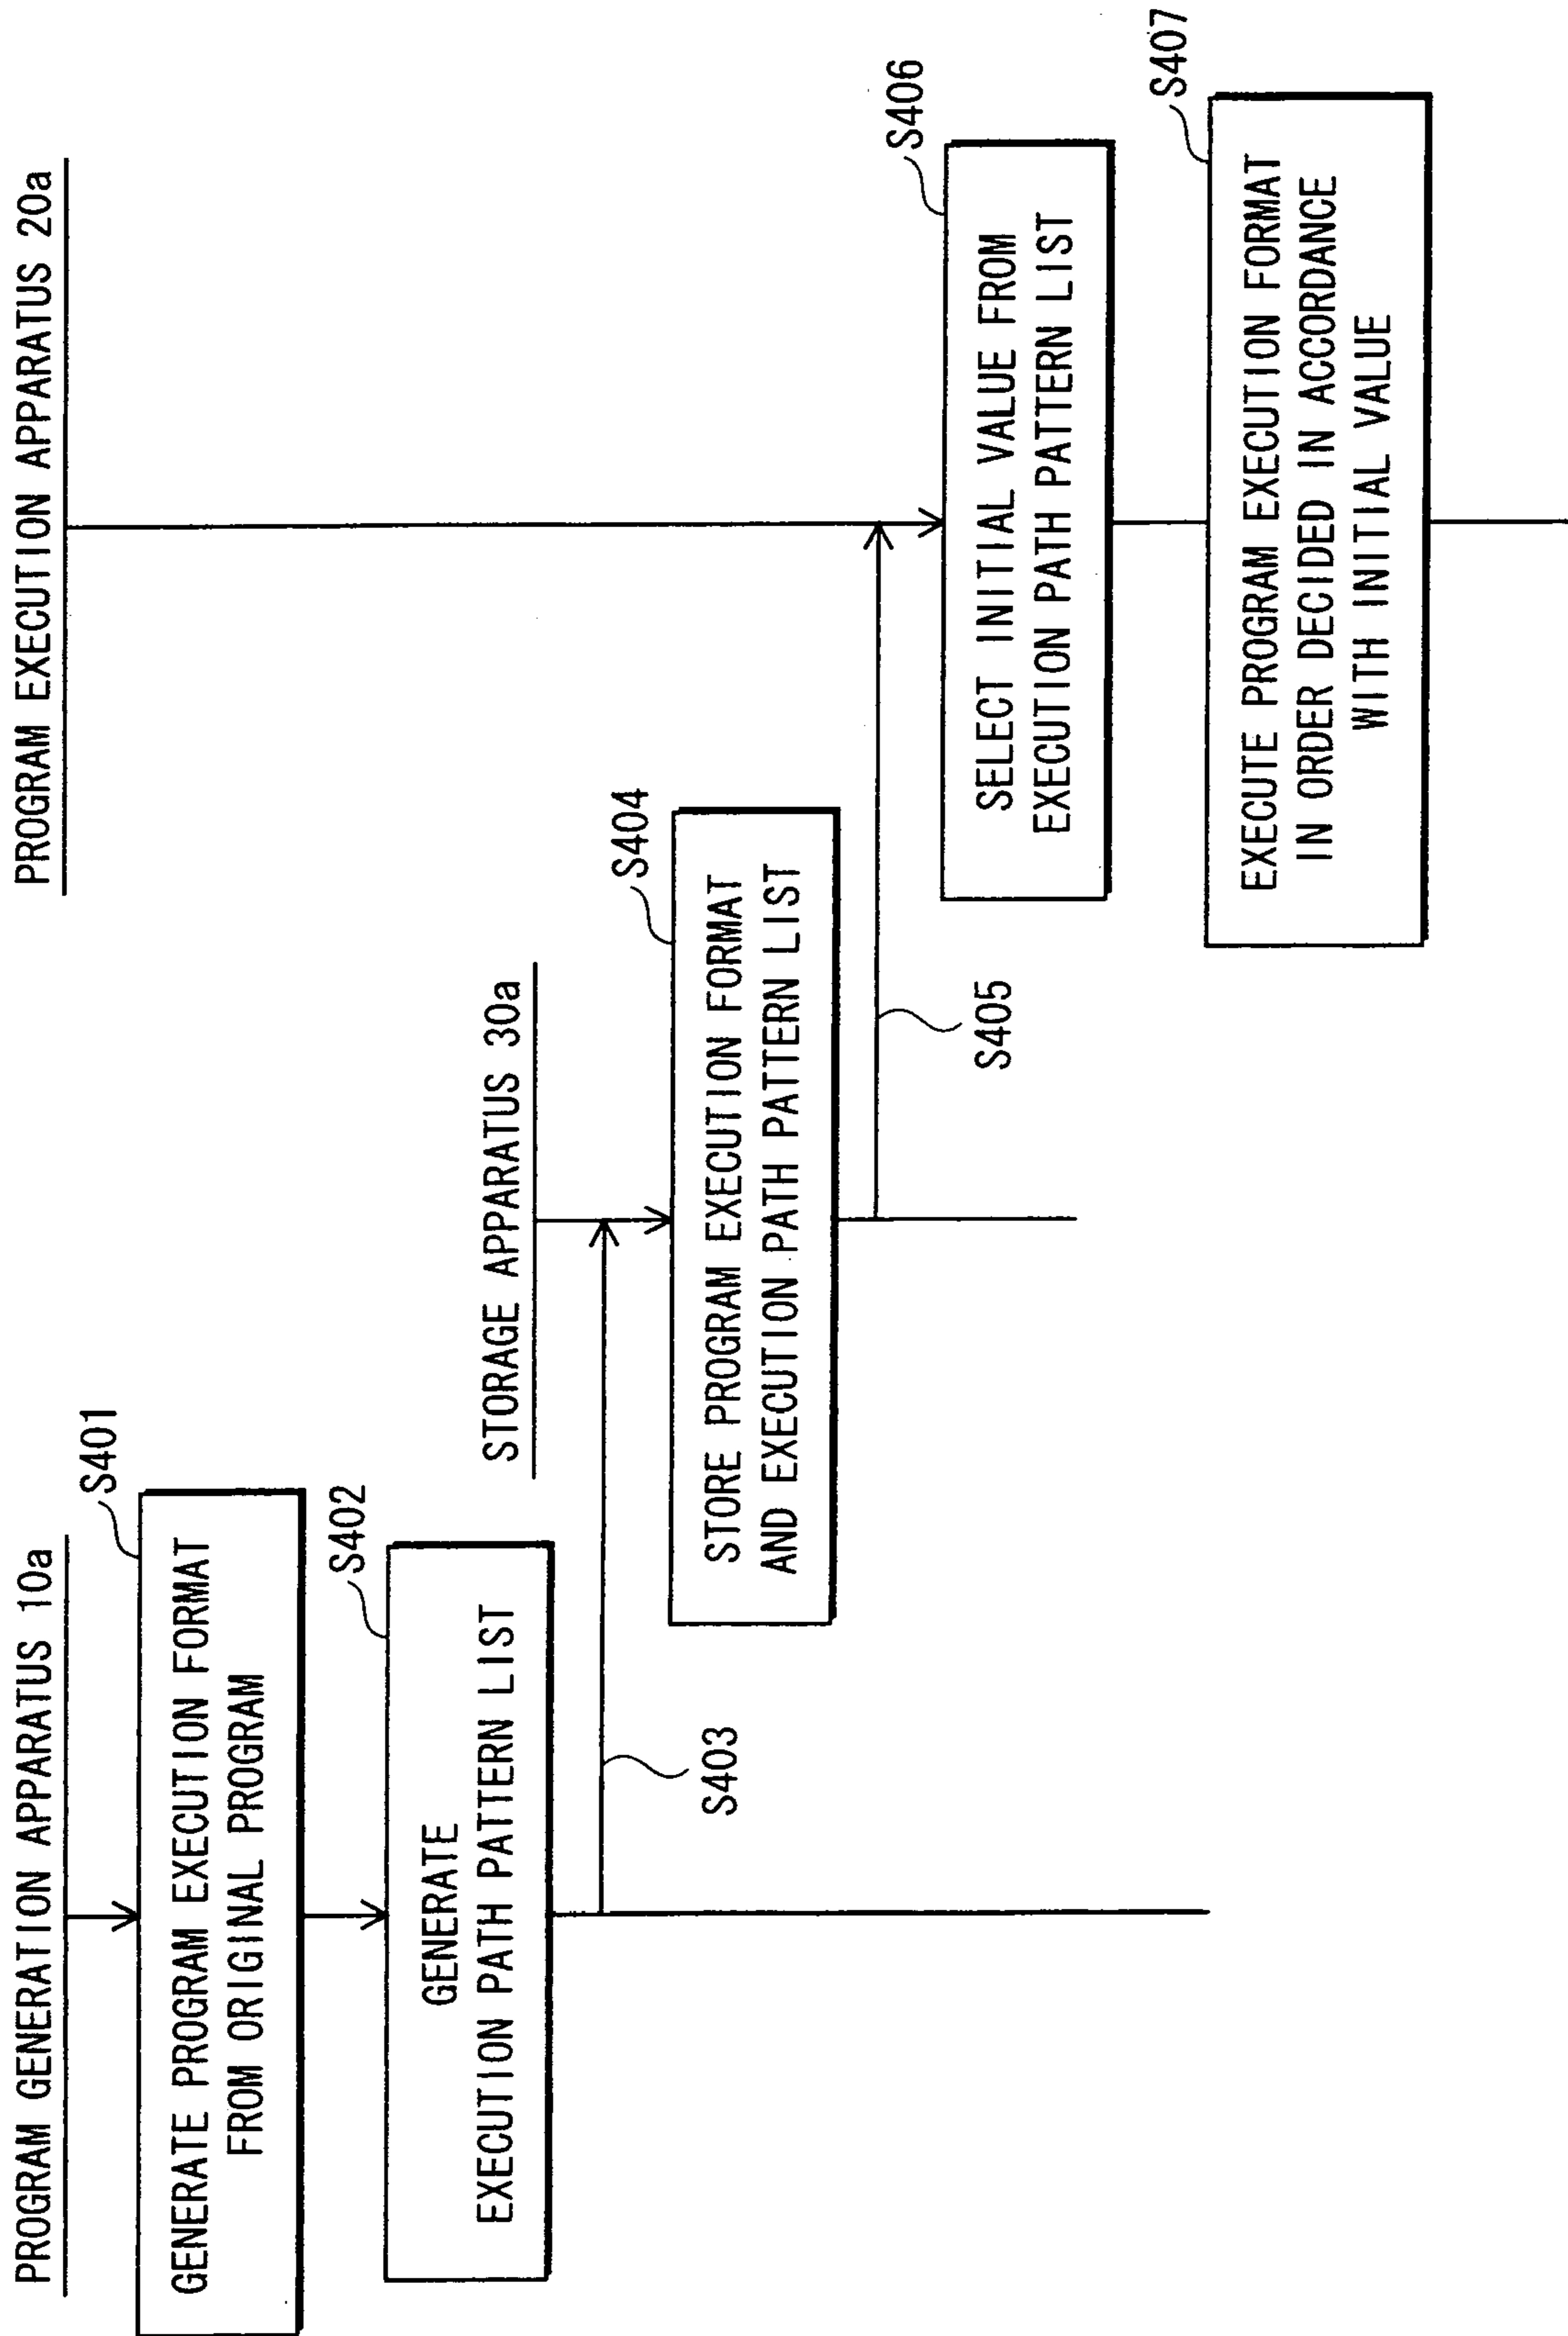 PROGRAM GENERATION APPARATUS 10a
S401
GENERATE PROGRAM EXECUTION FORMAT
FROM ORIGINAL PROGRAM
S402
GENERATE
EXECUTION PATH PATTERN LIST
S403
STORAGE APPARATUS 30a
S404
STORE PROGRAM EXECUTION FORMAT
AND EXECUTION PATH PATTERN LIST
S405
PROGRAM EXECUTION APPARATUS 20a
S406
SELECT INITIAL VALUE FROM
EXECUTION PATH PATTERN LIST
S407
EXECUTE PROGRAM EXECUTION FORMAT
IN ORDER DECIDED IN ACCORDANCE
WITH INITIAL VALUE